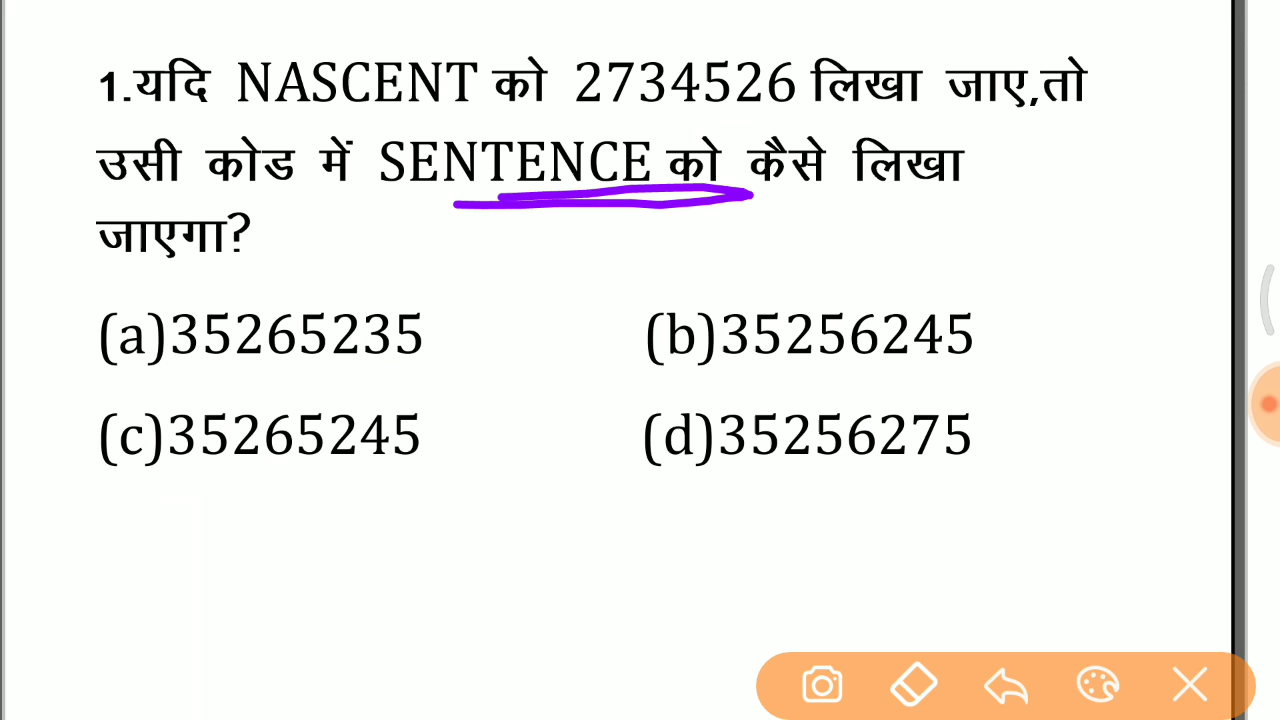 1.यदि NASCENT को 2734526 लिखा जाए,तो
उसी कोड में SENTENCE को कैसे लिखा
जाएगा?
(a)35265235 (b)35256245
(c)35265245 (d)35256275